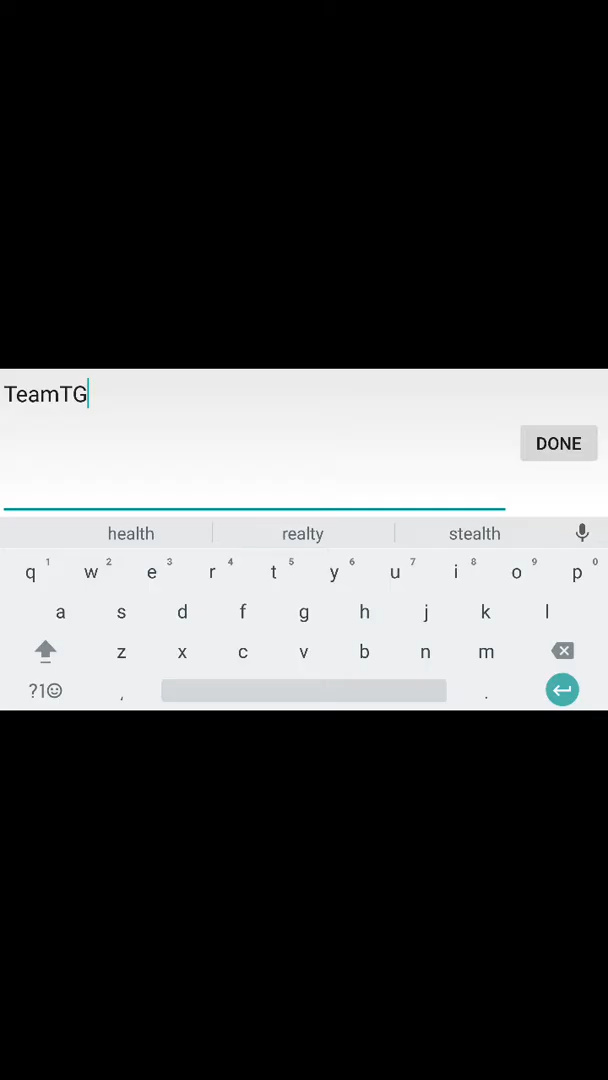 TeamTG
DONE
health realty stealth
q 1 w 2 e 3 r 4 t 5 y 6 u 7 i 8 o 9 p 0
a s d f g h j k l
z x c v b n m
?1☺ , .